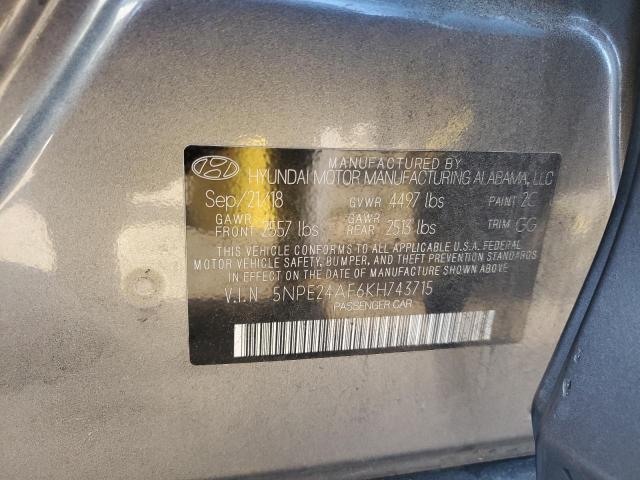 MANUFACTURED BY
HYUNDAI MOTOR MANUFACTURING ALABAMA, LLC
Sep/21/18 GVWR 4497 lbs PAINT 2C
GAWR FRONT 2557 lbs GAWR REAR 2513 lbs TRIM GG
THIS VEHICLE CONFORMS TO ALL APPLICABLE U.S.A. FEDERAL
MOTOR VEHICLE SAFETY, BUMPER, AND THEFT PREVENTION STANDARDS
IN EFFECT ON THE DATE OF MANUFACTURE SHOWN ABOVE.
V.I.N : 5NPE24AF6KH743715
PASSENGER CAR